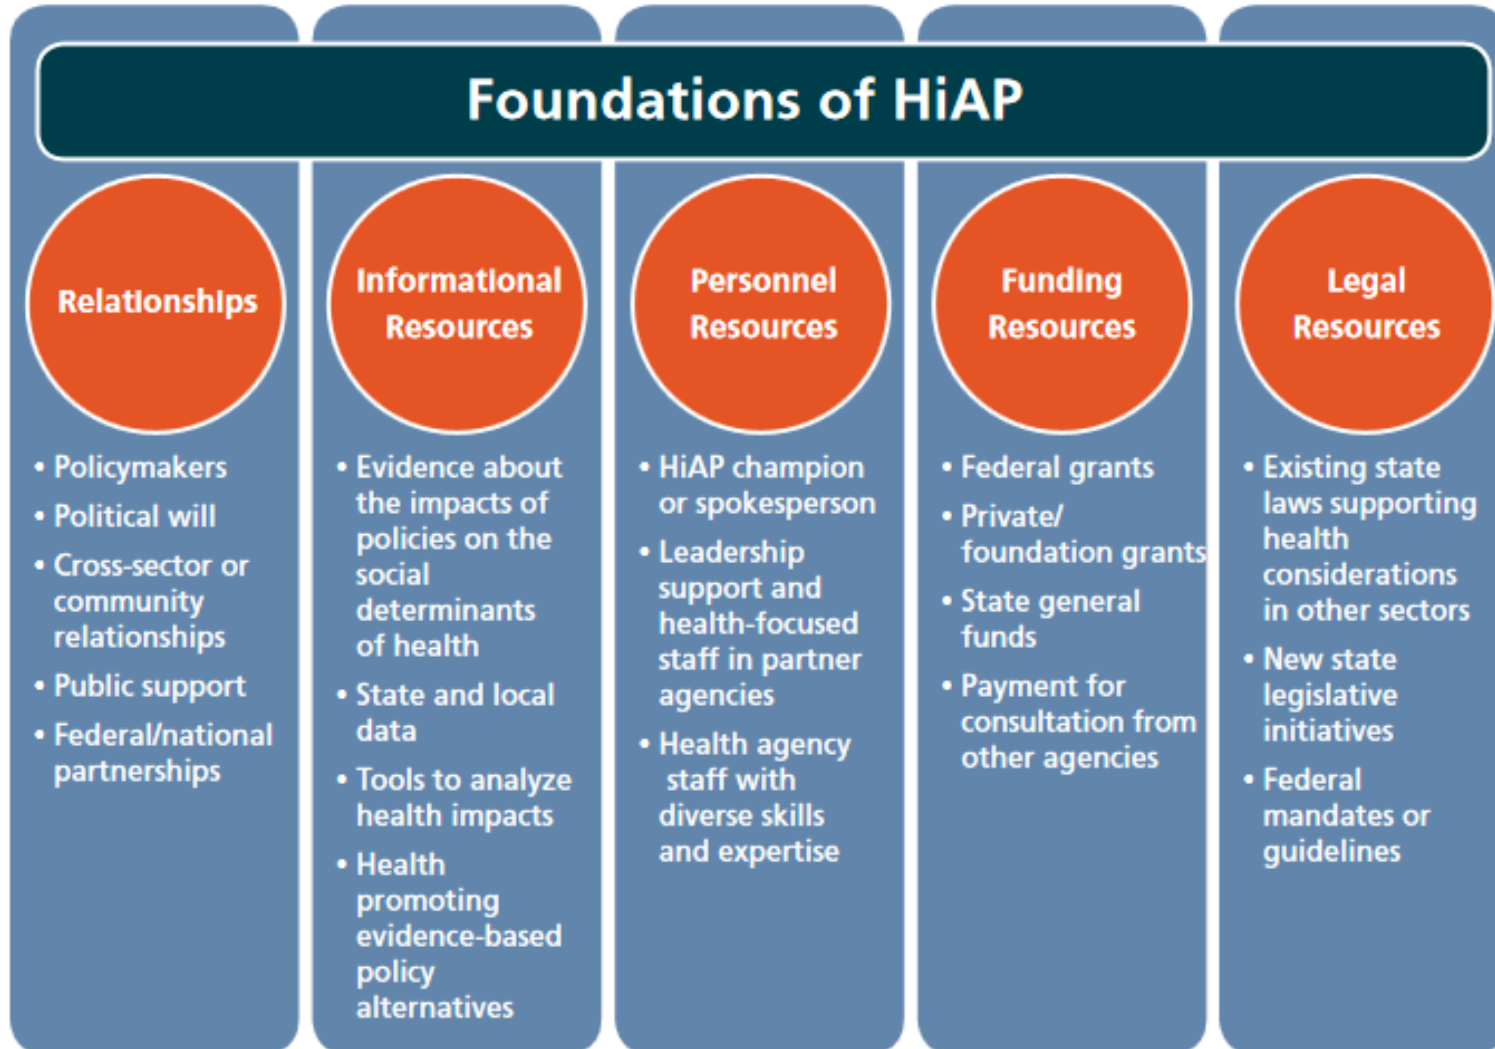 Foundations of HiAP
Relationships
• Policymakers
• Political will
• Cross-sector or
community
relationships
• Public support
• Federal/national
partnerships
Informational
Resources
• Evidence about
the impacts of
policies on the
social
determinants
of health
• State and local
data
• Tools to analyze
health impacts
• Health
promoting
evidence-based
policy
alternatives
Personnel
Resources
• HiAP champion
or spokesperson
• Leadership
support and
health-focused
staff in partner
agencies
• Health agency
staff with
diverse skills
and expertise
Funding
Resources
• Federal grants
• Private/
foundation grants
• State general
funds
• Payment for
consultation from
other agencies
Legal
Resources
• Existing state
laws supporting
health
considerations
in other sectors
• New state
legislative
initiatives
• Federal
mandates or
guidelines